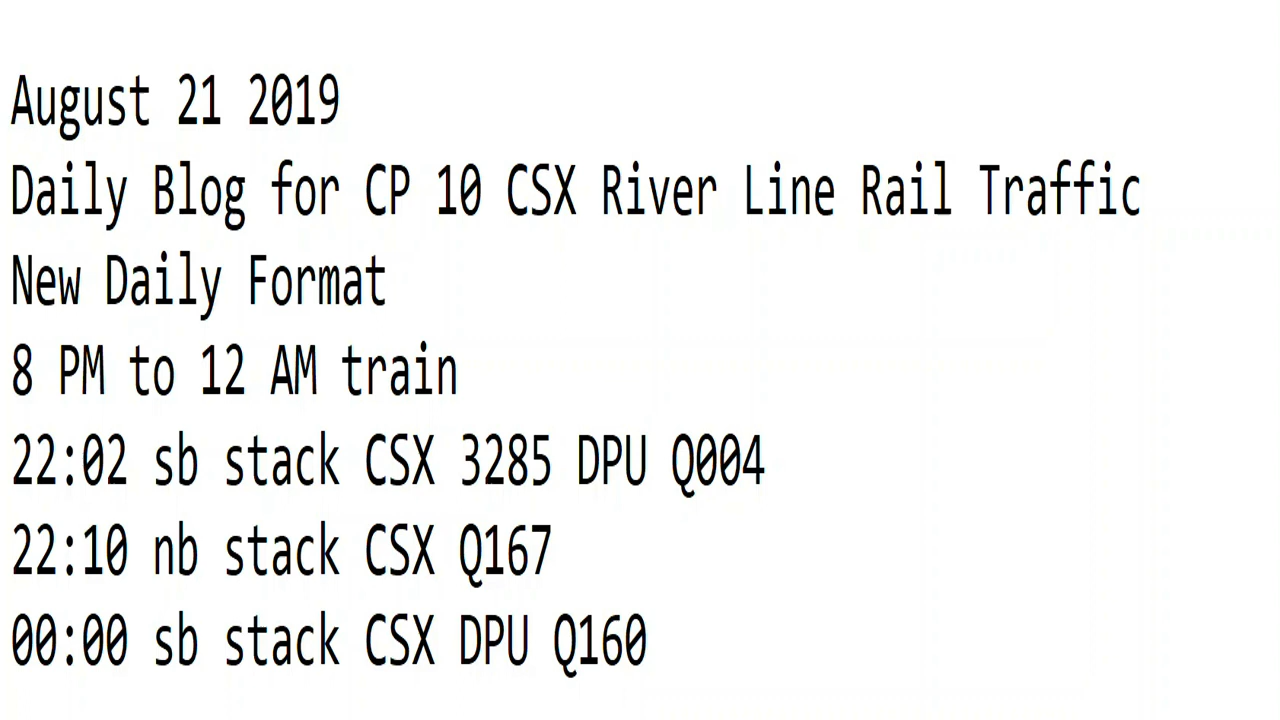 August 21 2019
Daily Blog for CP 10 CSX River Line Rail Traffic
New Daily Format
8 PM to 12 AM train
22:02 sb stack CSX 3285 DPU Q004
22:10 nb stack CSX Q167
00:00 sb stack CSX DPU Q160